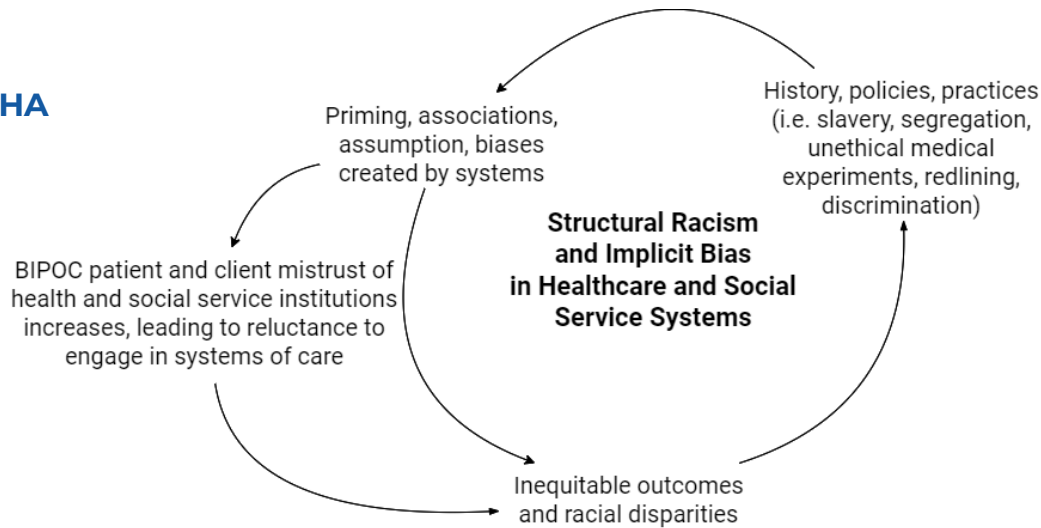 HA
Priming, associations,
assumption, biases
created by systems
History, policies, practices
(i.e. slavery, segregation,
unethical medical
experiments, redlining,
discrimination)
Structural Racism
and Implicit Bias
in Healthcare and Social
Service Systems
BIPOC patient and client mistrust of
health and social service institutions
increases, leading to reluctance to
engage in systems of care
Inequitable outcomes
and racial disparities